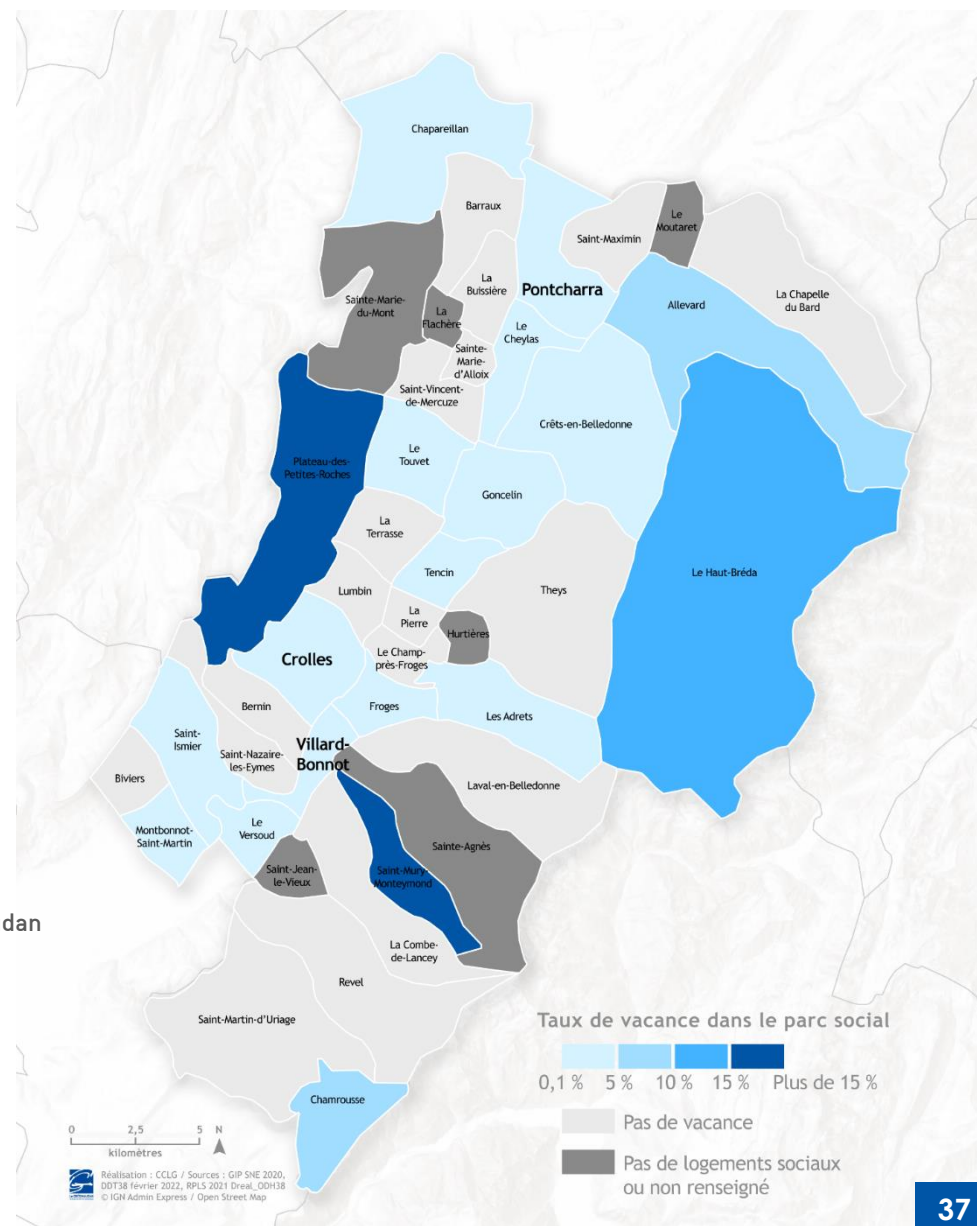 Chapareillan
Barraux
Le
Moutaret
Saint-Maximin
La
Buissière
Pontcharra
La Chapelle
du Bard
Sainte-Marie-
du-Mont
La
Flachère
Allevard
Le
Cheylas
Sainte-
Marie-
d'Alloix
Saint-Vincent-
de-Mercuze
Crêts-en-Belledonne
Le
Touvet
Plateau-des-
Petites-Roches
Goncelin
La
Terrasse
Tencin
Le Haut-Bréda
Lumbin
Theys
La
Pierre
Hurtières
Crolles
Le Champ-
près-Froges
Bernin
Froges
Les Adrets
Saint-
Ismier
Villard-
Bonnot
Saint-Nazaire-
les-Eymes
Biviers
Laval-en-Belledonne
Le
Versoud
Montbonnot-
Saint-Martin
Sainte-Agnès
Saint-Jean-
le-Vieux
Saint-Mury-
Monteymond
dan
La Combe-
de-Lancey
Revel
Saint-Martin-d'Uriage
Chamrousse
Taux de vacance dans le parc social
0,1 % 5 % 10 % 15 % Plus de 15 %
Pas de vacance
Pas de logements sociaux
ou non renseigné
0 2,5 5 N
kilomètres
Réalisation : CCLG / Sources : GIP SNE 2020,
DDT38 février 2022, RPLS 2021 Dreal_ODH38
© IGN Admin Express / Open Street Map
37